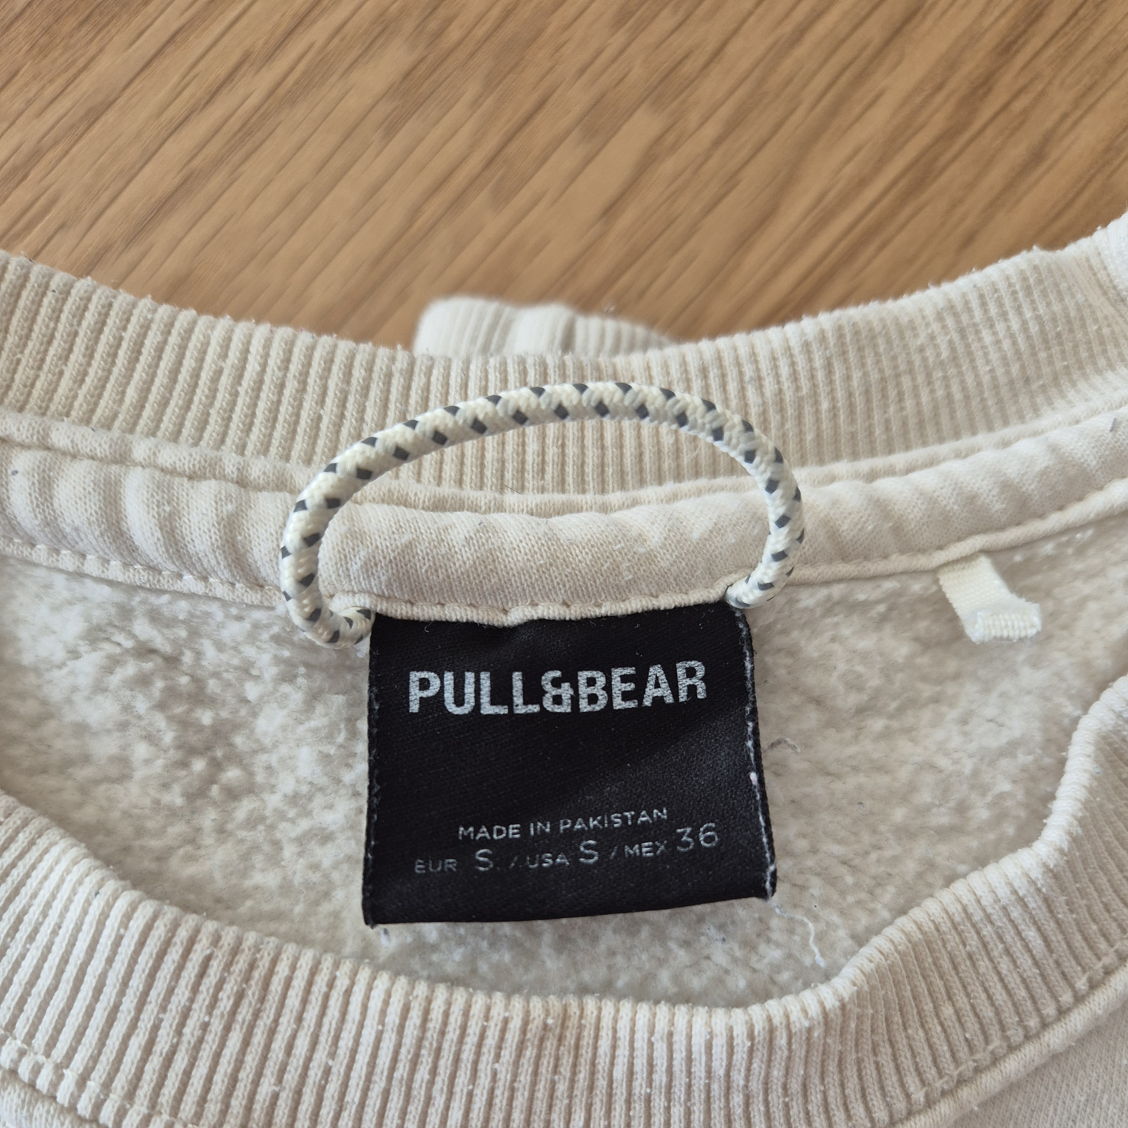 PULL&BEAR
MADE IN PAKISTAN
EUR S / USA S / MEX 36